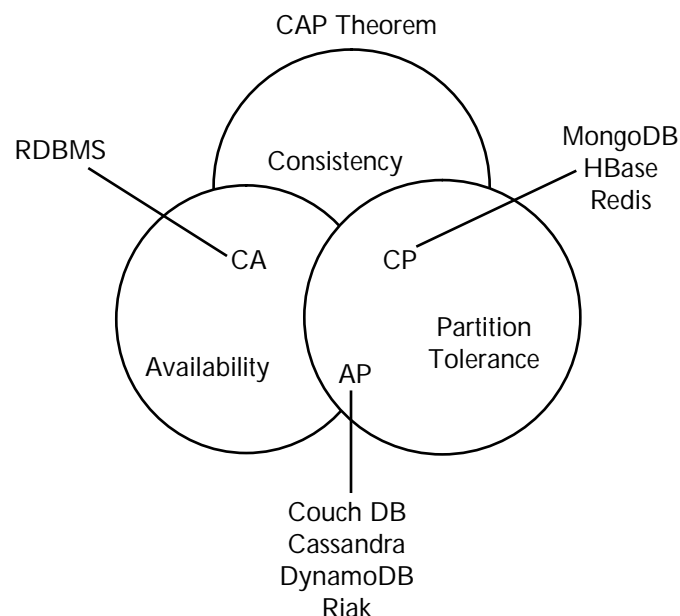 CAP Theorem
RDBMS
MongoDB
HBase
Redis
Consistency
CA
CP
Partition
Tolerance
Availability
AP
Couch DB
Cassandra
DynamoDB
Riak